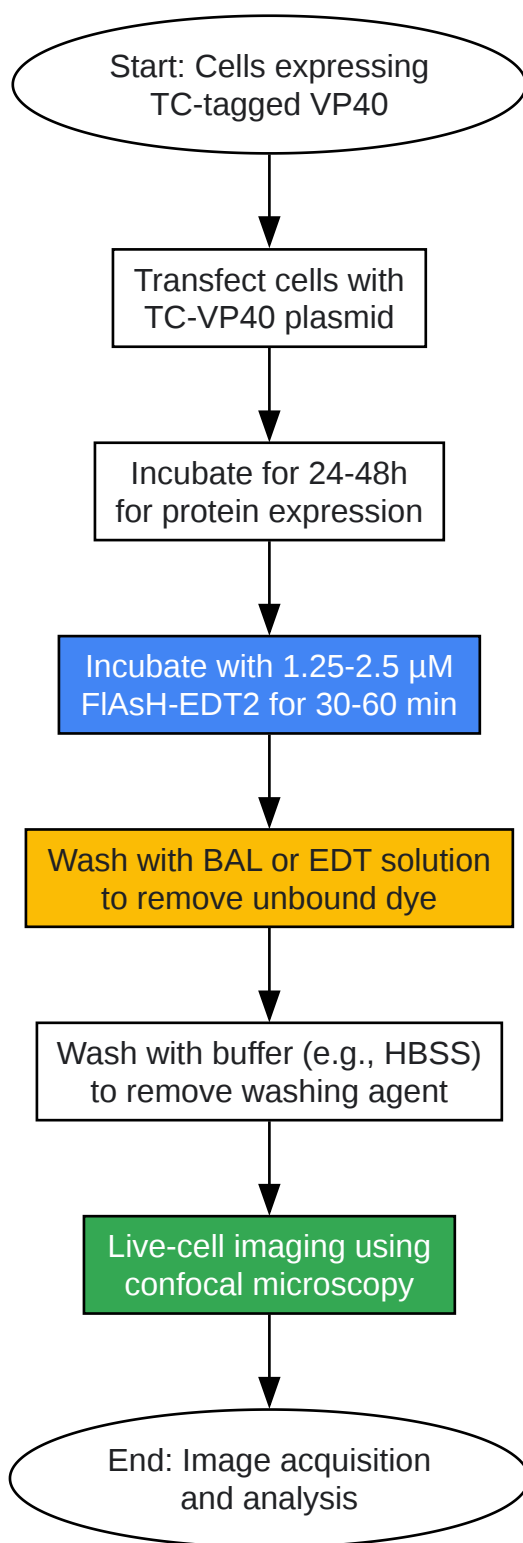 Start: Cells expressing
TC-tagged VP40
Transfect cells with
TC-VP40 plasmid
Incubate for 24-48h
for protein expression
Incubate with 1.25-2.5 µM
FlAsH-EDT2 for 30-60 min
Wash with BAL or EDT solution
to remove unbound dye
Wash with buffer (e.g., HBSS)
to remove washing agent
Live-cell imaging using
confocal microscopy
End: Image acquisition
and analysis